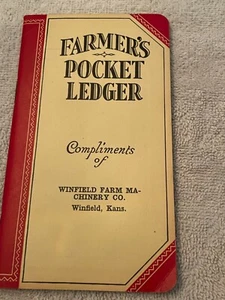 FARMER'S
POCKET
LEDGER
Compliments
of
WINFIELD FARM MA-
CHINERY CO.
Winfield, Kans.